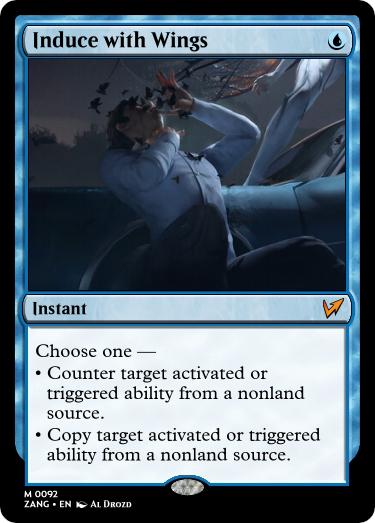 Induce with Wings
Instant
Choose one —
• Counter target activated or
triggered ability from a nonland
source.
• Copy target activated or triggered
ability from a nonland source.
M 0092
ZANG • EN Al Drozd